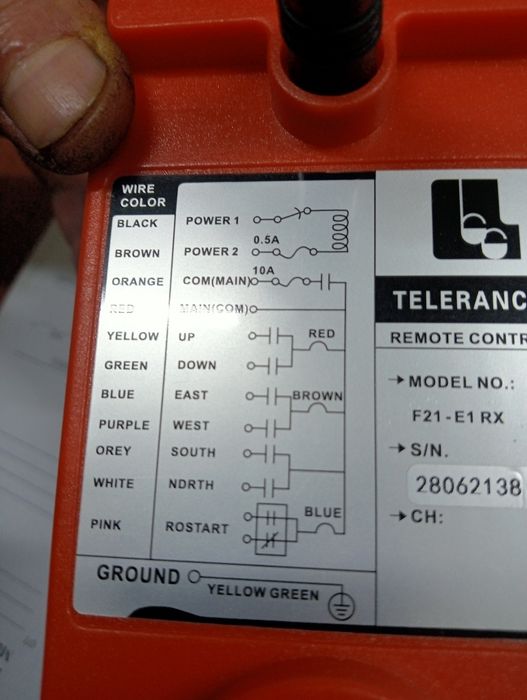 WIRE
COLOR
BLACK POWER 1
BROWN POWER 2 0.5A
ORANGE COM(MAIN) 10A
RED MAIN(COM)
YELLOW UP RED
GREEN DOWN
BLUE EAST BROWN
PURPLE WEST
OREY SOUTH
WHITE NDRTH
PINK ROSTART BLUE
GROUND YELLOW GREEN
TELERANC
REMOTE CONTR
MODEL NO.:
F21-E1 RX
S/N.
28062138
CH: